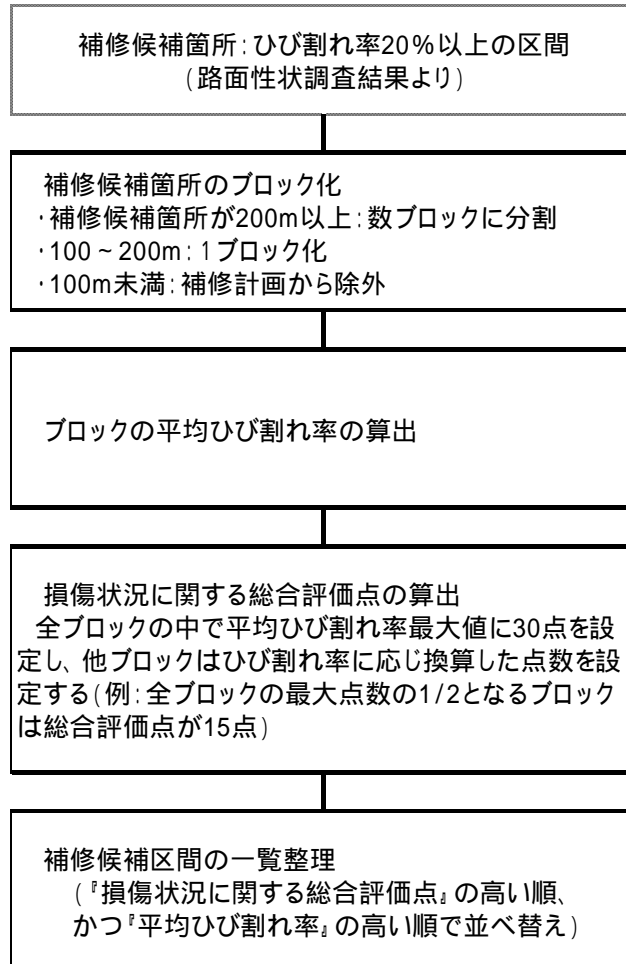 補修候補箇所:ひび割れ率20%以上の区間
(路面性状調査結果より)
補修候補箇所のブロック化
・補修候補箇所が200m以上:数ブロックに分割
・100~200m:1ブロック化
・100m未満:補修計画から除外
ブロックの平均ひび割れ率の算出
損傷状況に関する総合評価点の算出
全ブロックの中で平均ひび割れ率最大値に30点を設
定し、他ブロックはひび割れ率に応じ換算した点数を設
定する(例:全ブロックの最大点数の1/2となるブロック
は総合評価点が15点)
補修候補区間の一覧整理
(『損傷状況に関する総合評価点』の高い順、
かつ『平均ひび割れ率』の高い順で並べ替え)